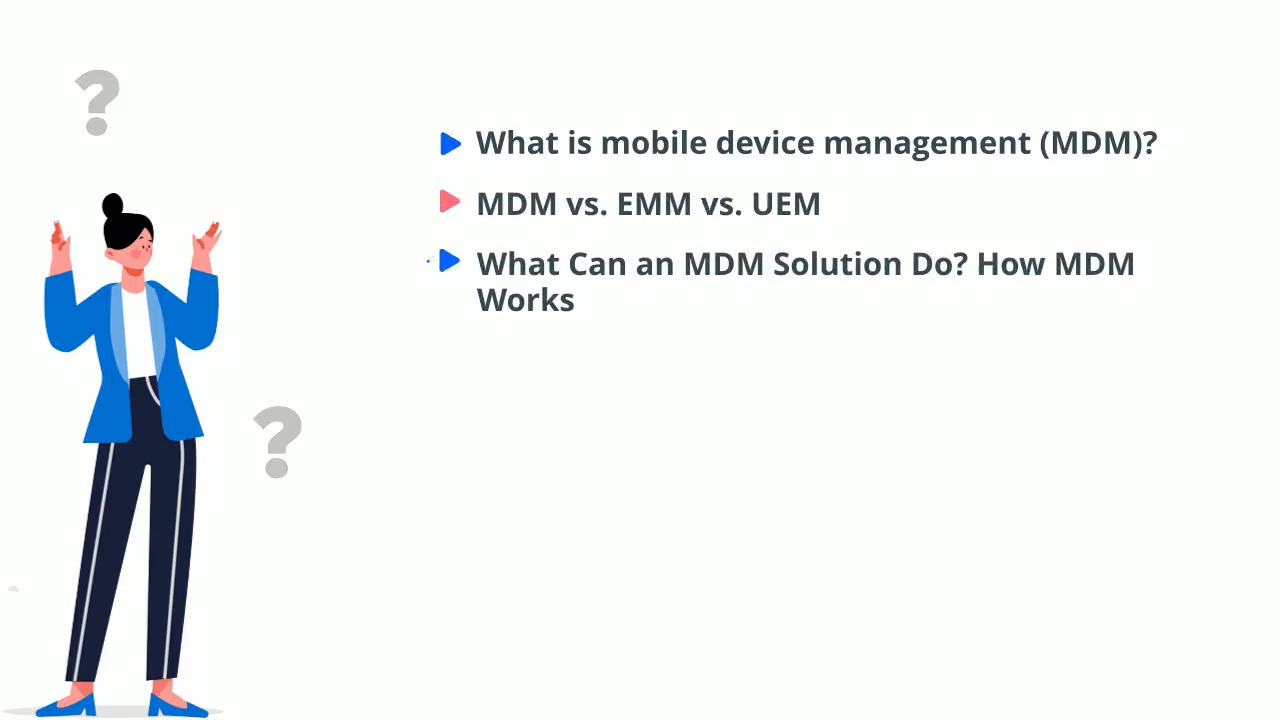 ?
What is mobile device management (MDM)?
MDM vs. EMM vs. UEM
What Can an MDM Solution Do? How MDM
Works
?